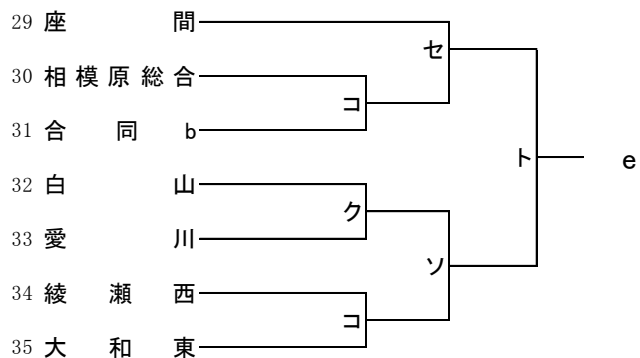 29 座間
セ
30 相模原総合
コ
31 合同b
ト e
32 白山
ク
33 愛川
ソ
34 綾瀬西
コ
35 大和東